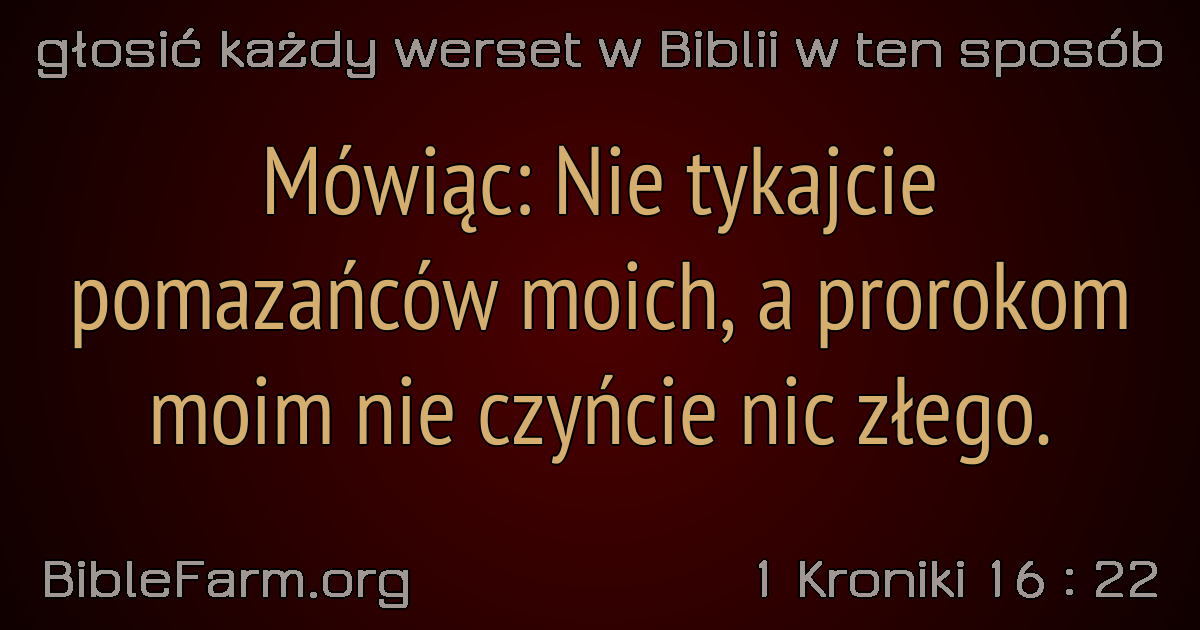 głosić każdy werset w Biblii w ten sposób
Mówiąc: Nie tykajcie
pomazańców moich, a prorokom
moim nie czyńcie nic złego.
BibleFarm.org
1 Kroniki 16 : 22